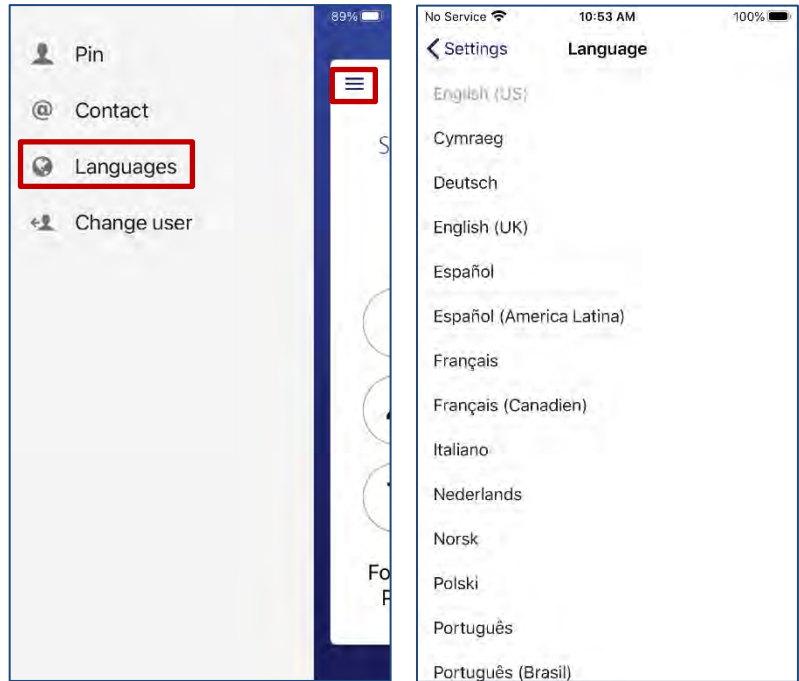 89%
Pin
Contact
Languages
Change user
S
Fo
No Service
10:53 AM
100%
Settings
Language
English (US)
Cymraeg
Deutsch
English (UK)
Español
Español (America Latina)
Français
Français (Canadien)
Italiano
Nederlands
Norsk
Polski
Português
Português (Brasil)